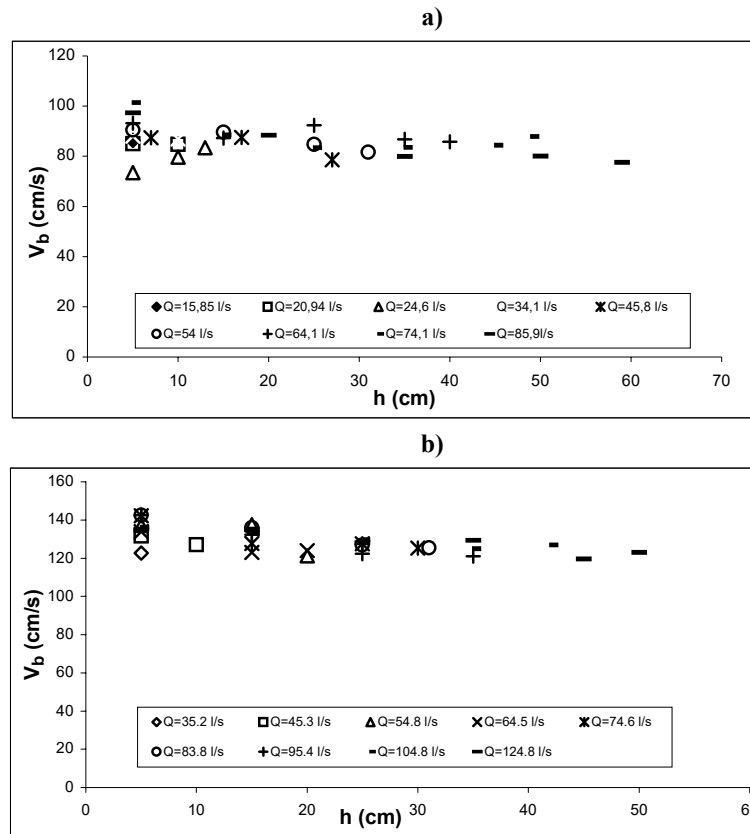 a)
120
100
80
60
40
20
0
V_b (cm/s)
Q=15,85 l/s Q=20,94 l/s Q=24,6 l/s Q=34,1 l/s Q=45,8 l/s
Q=54 l/s Q=64,1 l/s Q=74,1 l/s Q=85,9l/s
0 10 20 30 40 50 60 70
h (cm)
b)
160
140
120
100
80
60
40
20
0
V_b (cm/s)
Q=35.2 l/s Q=45.3 l/s Q=54.8 l/s Q=64.5 l/s Q=74.6 l/s
Q=83.8 l/s Q=95.4 l/s Q=104.8 l/s Q=124.8 l/s
0 10 20 30 40 50
h (cm)